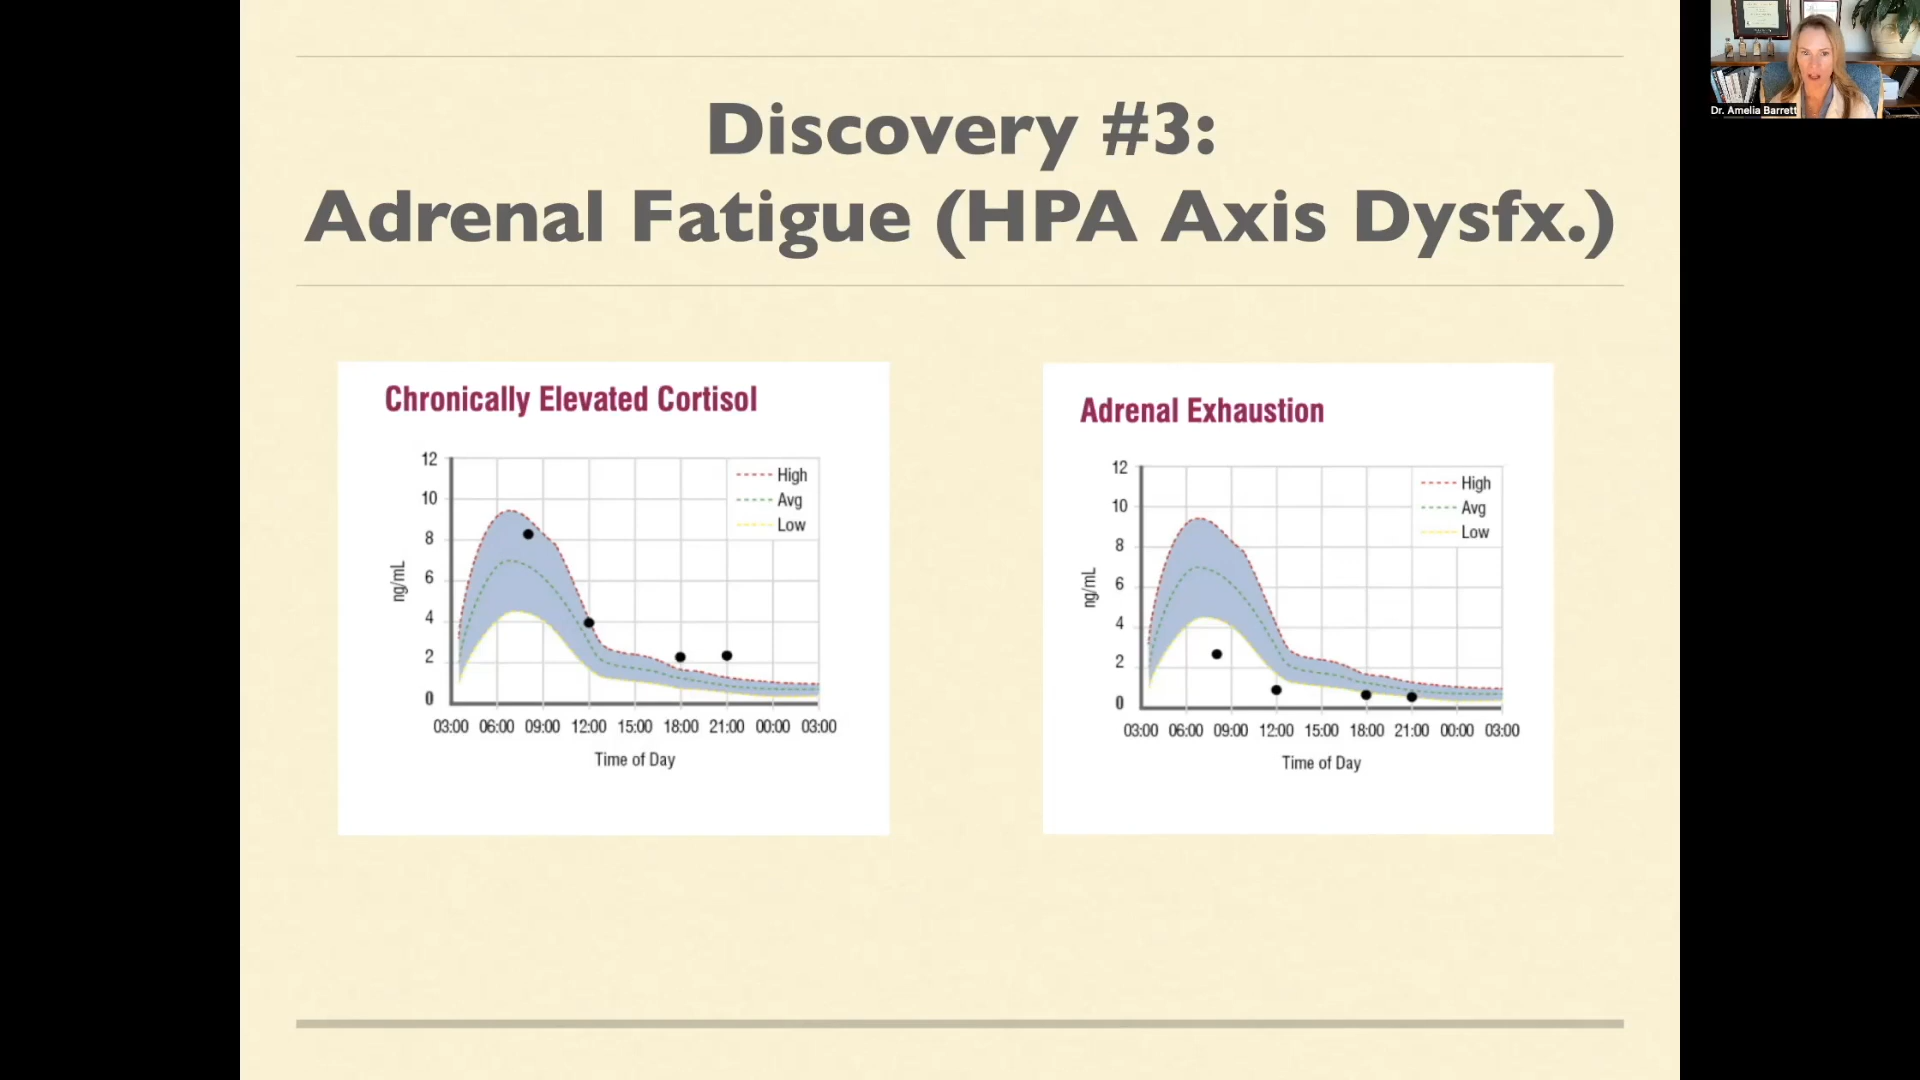 Discovery #3:
Adrenal Fatigue (HPA Axis Dysfx.)
Dr. Amelia Barrett
Chronically Elevated Cortisol
12
10
8
6
4
2
0
ng/mL
High
Avg
Low
03:00 06:00 09:00 12:00 15:00 18:00 21:00 00:00 03:00
Time of Day
Adrenal Exhaustion
12
10
8
6
4
2
0
ng/mL
High
Avg
Low
03:00 06:00 09:00 12:00 15:00 18:00 21:00 00:00 03:00
Time of Day